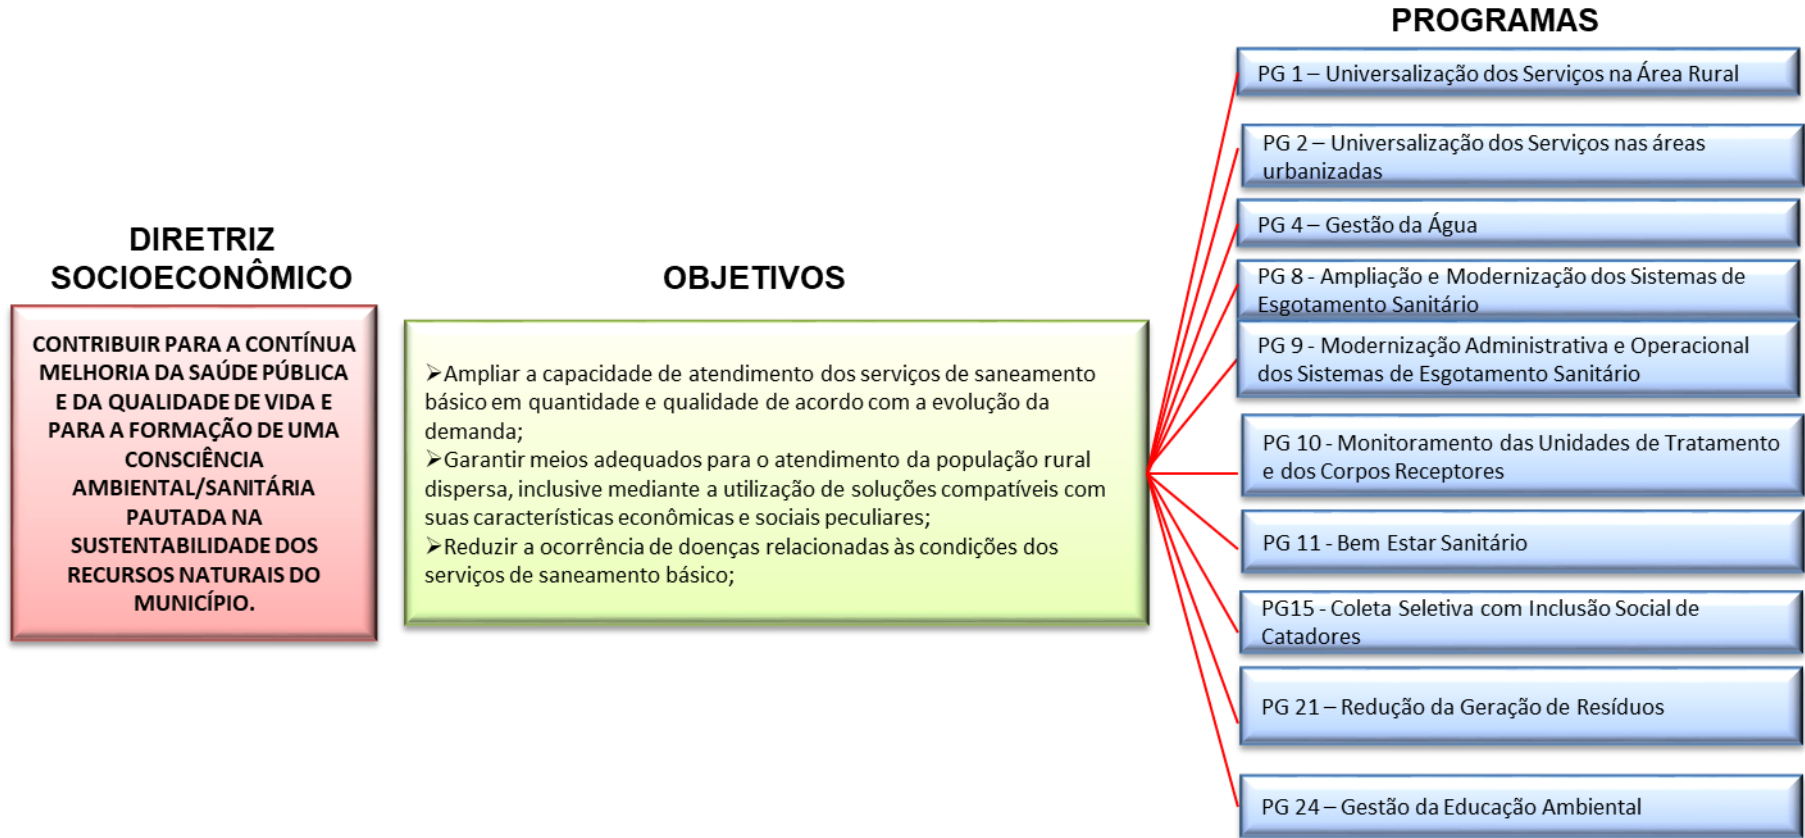 DIRETRIZ
SOCIOECONÔMICO
CONTRIBUIR PARA A CONTÍNUA
MELHORIA DA SAÚDE PÚBLICA
E DA QUALIDADE DE VIDA E
PARA A FORMAÇÃO DE UMA
CONSCIÊNCIA
AMBIENTAL/SANITÁRIA
PAUTADA NA
SUSTENTABILIDADE DOS
RECURSOS NATURAIS DO
MUNICÍPIO.
OBJETIVOS
➢Ampliar a capacidade de atendimento dos serviços de saneamento
básico em quantidade e qualidade de acordo com a evolução da
demanda;
➢Garantir meios adequados para o atendimento da população rural
dispersa, inclusive mediante a utilização de soluções compatíveis com
suas características econômicas e sociais peculiares;
➢Reduzir a ocorrência de doenças relacionadas às condições dos
serviços de saneamento básico;
PROGRAMAS
PG 1 – Universalização dos Serviços na Área Rural
PG 2 – Universalização dos Serviços nas áreas
urbanizadas
PG 4 – Gestão da Água
PG 8 - Ampliação e Modernização dos Sistemas de
Esgotamento Sanitário
PG 9 - Modernização Administrativa e Operacional
dos Sistemas de Esgotamento Sanitário
PG 10 - Monitoramento das Unidades de Tratamento
e dos Corpos Receptores
PG 11 - Bem Estar Sanitário
PG15 - Coleta Seletiva com Inclusão Social de
Catadores
PG 21 – Redução da Geração de Resíduos
PG 24 – Gestão da Educação Ambiental